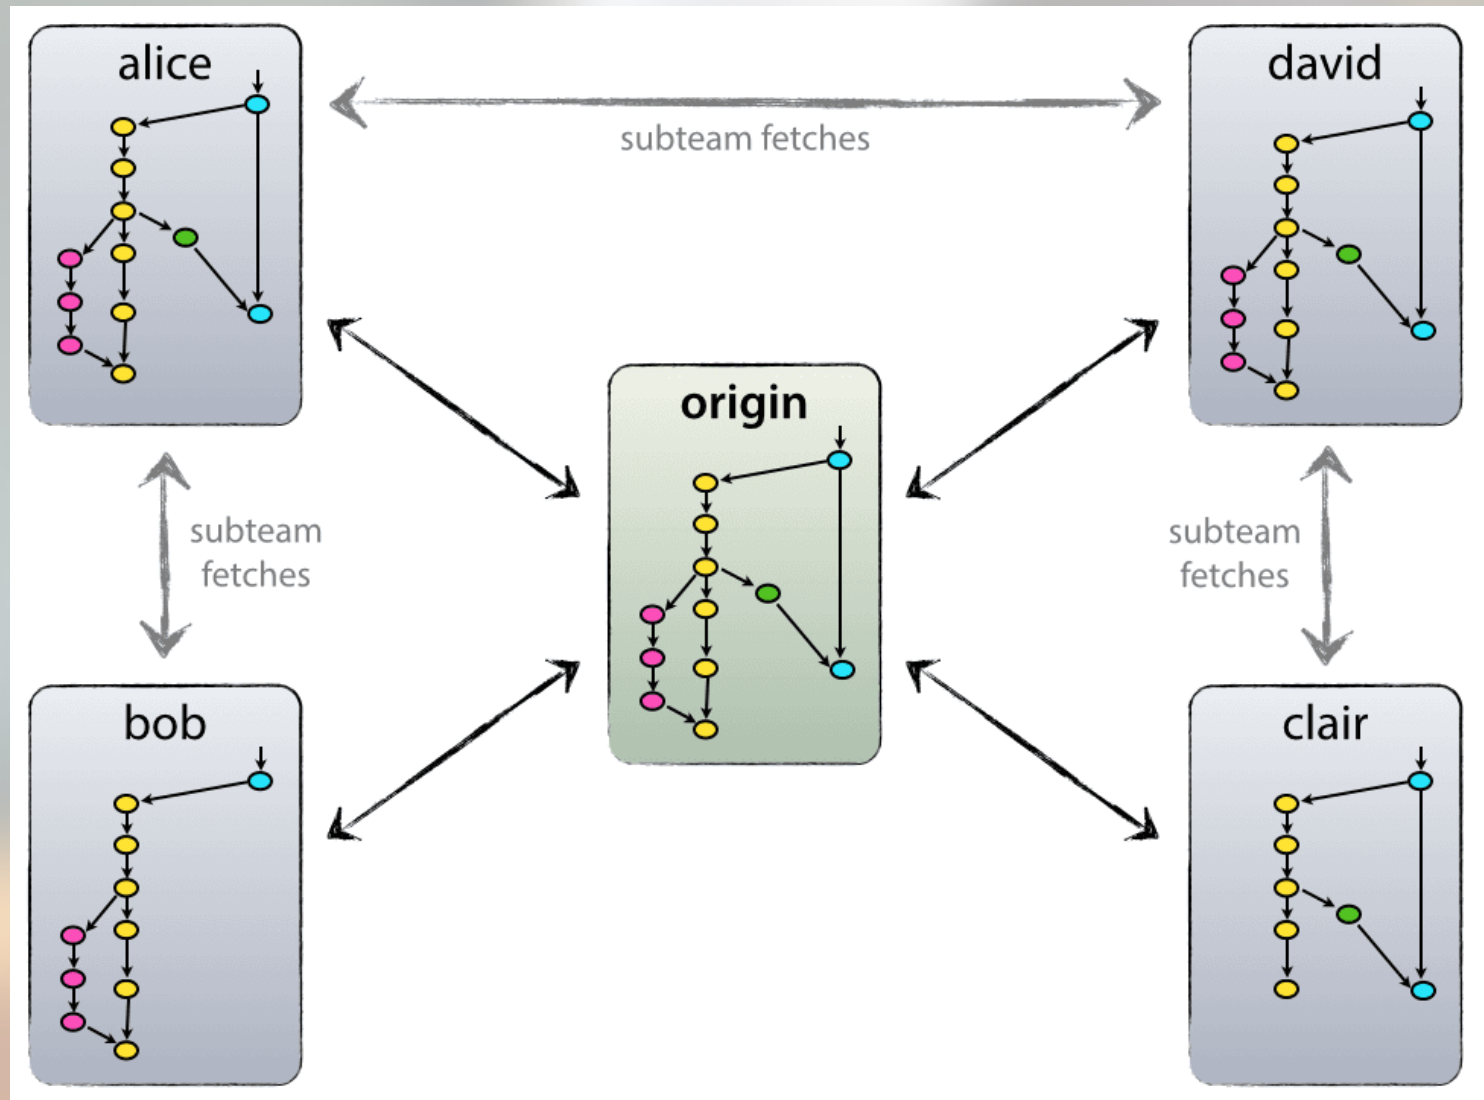 alice
david
subteam fetches
origin
subteam
fetches
subteam
fetches
bob
clair